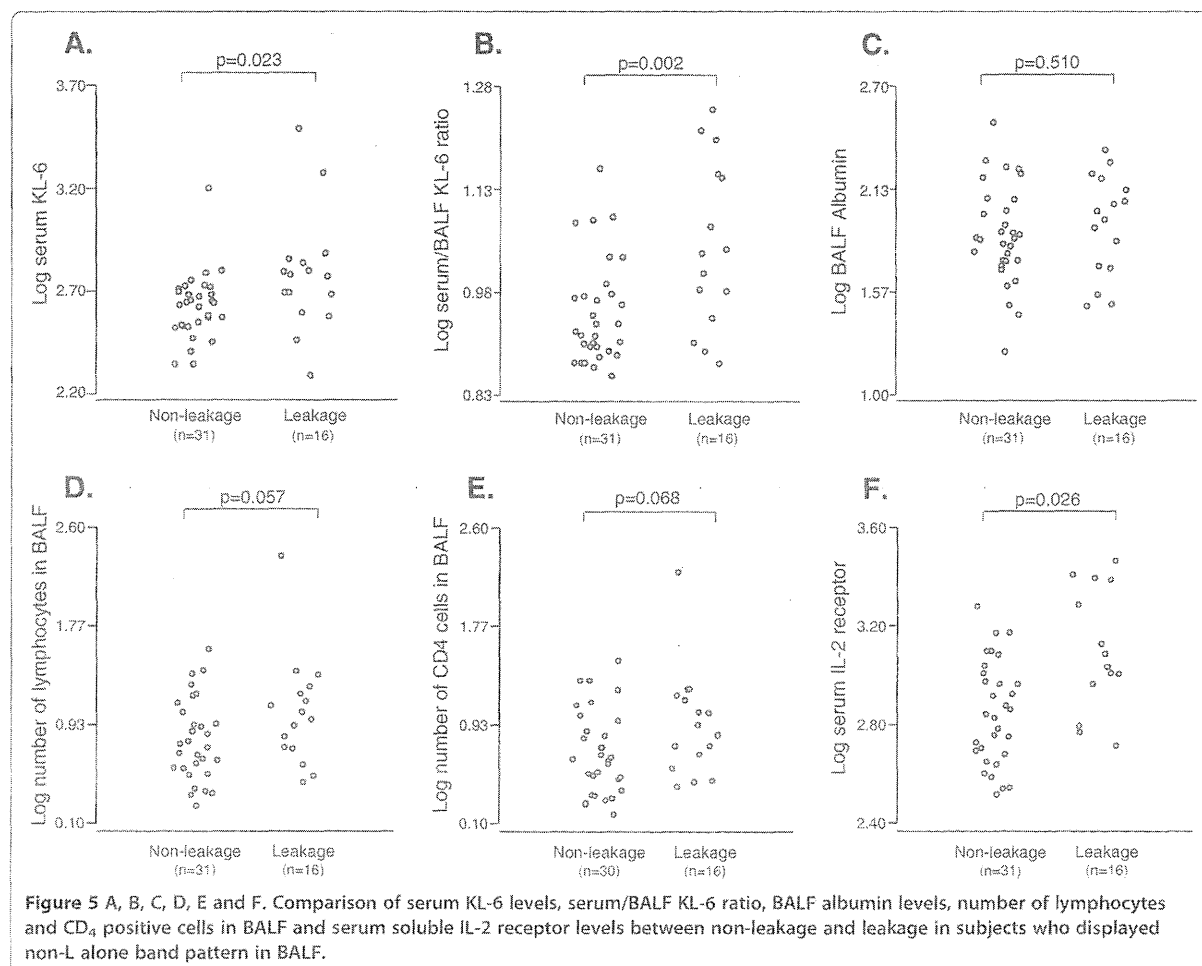 A.
p=0.023
3.70
3.20
2.70
2.20
Log serum KL-6
Non-leakage
(n=31)
Leakage
(n=16)
B.
p=0.002
1.28
1.13
0.98
0.83
Log serum/BALF KL-6 ratio
Non-leakage
(n=31)
Leakage
(n=16)
C.
p=0.510
2.70
2.13
1.57
1.00
Log BALF Albumin
Non-leakage
(n=31)
Leakage
(n=16)
D.
p=0.057
2.60
1.77
0.93
0.10
Log number of lymphocytes in BALF
Non-leakage
(n=31)
Leakage
(n=16)
E.
p=0.068
2.60
1.77
0.93
0.10
Log number of CD4 cells in BALF
Non-leakage
(n=30)
Leakage
(n=16)
F.
p=0.026
3.60
3.20
2.80
2.40
Log serum IL-2 receptor
Non-leakage
(n=31)
Leakage
(n=16)
Figure 5 A, B, C, D, E and F. Comparison of serum KL-6 levels, serum/BALF KL-6 ratio, BALF albumin levels, number of lymphocytes
and CD₄ positive cells in BALF and serum soluble IL-2 receptor levels between non-leakage and leakage in subjects who displayed
non-L alone band pattern in BALF.